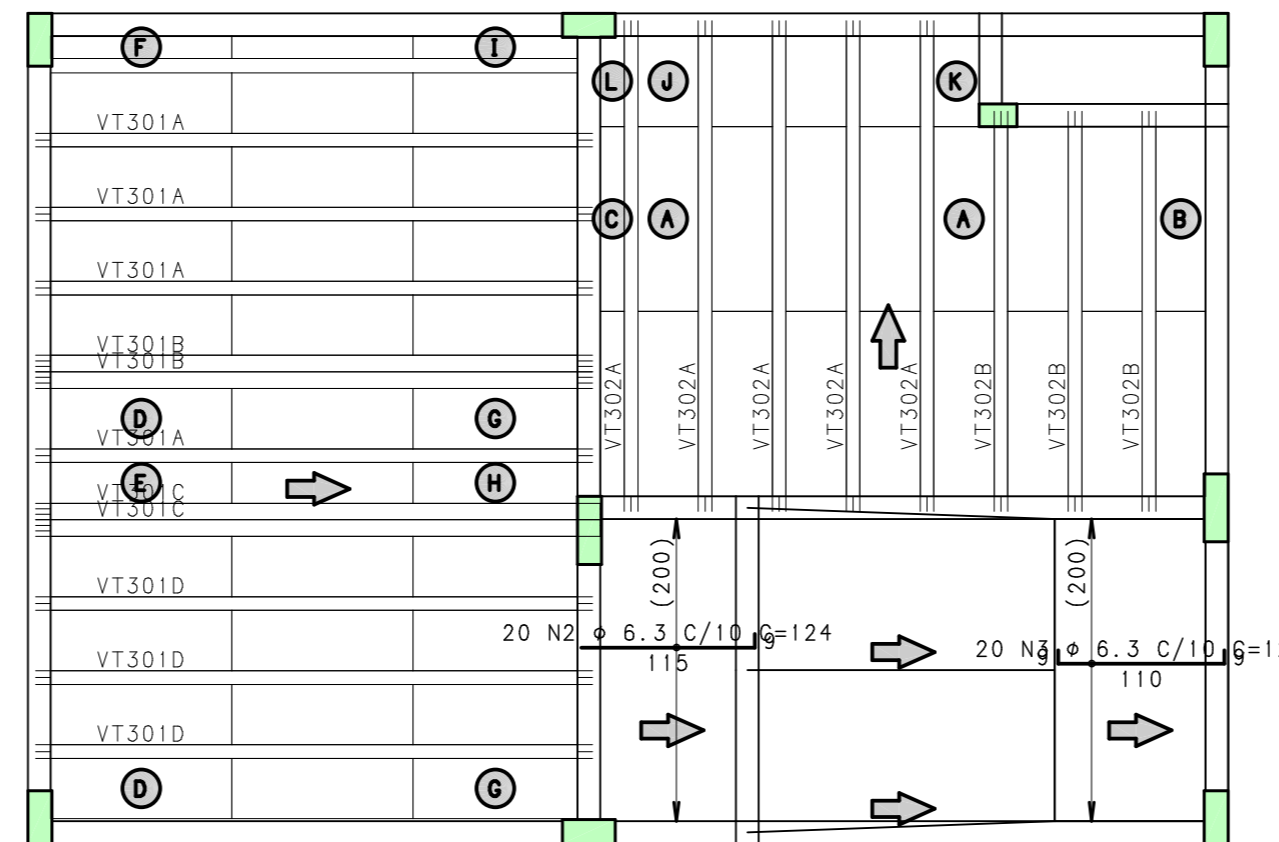 F
I
L J K
VT301A
VT301A
C A A B
VT301A
VT301B
VT301B
VT302A
VT302A
VT302A
VT302A
VT302A
VT302B
VT302B
VT302B
D G
VT301A
E H
VT301C
VT301C
(200)
(200)
VT301D
20 N2 ϕ 6.3 C/10 C=124
9
115
20 N3 ϕ 6.3 C/10
9
9
110
VT301D
VT301D
D G